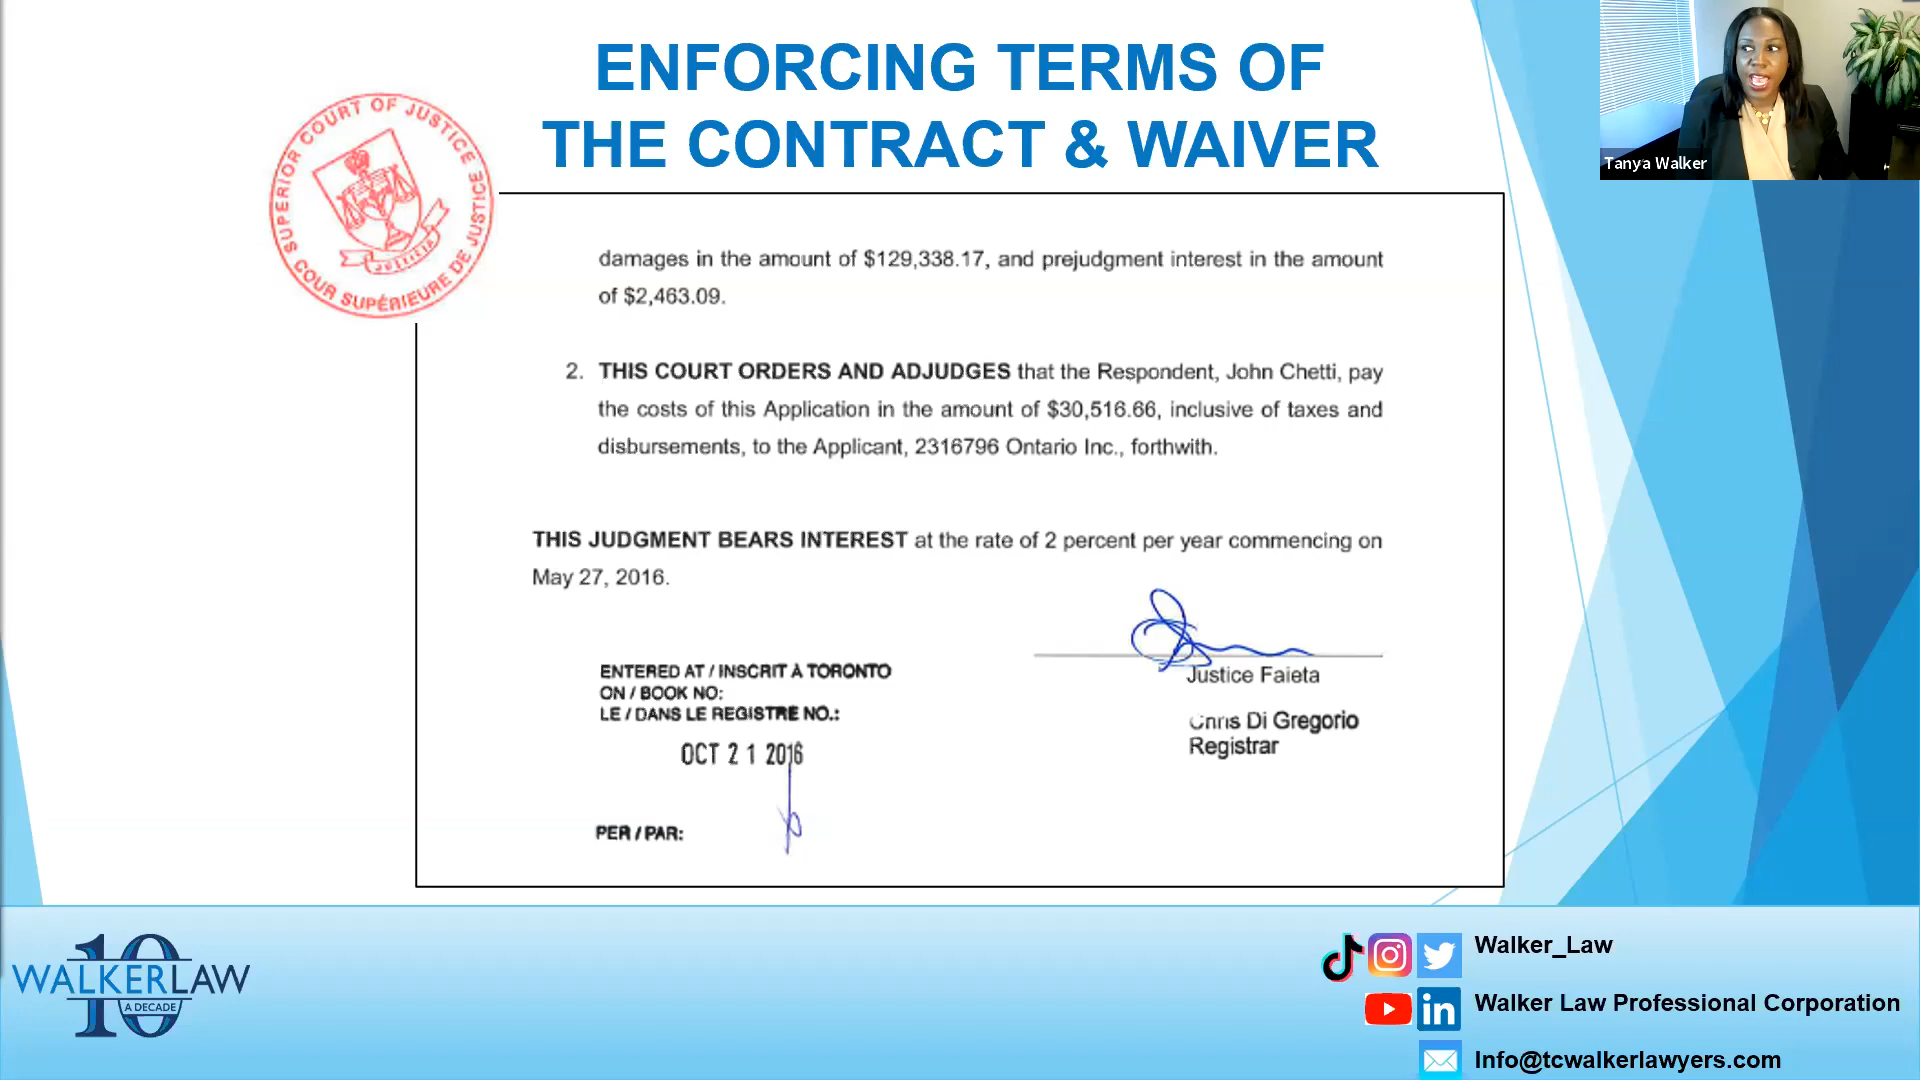 ENFORCING TERMS OF
THE CONTRACT & WAIVER
Tanya Walker
SUPERIOR COURT OF JUSTICE
COUR SUPÉRIEURE DE JUSTICE
JUSTITIA
damages in the amount of $129,338.17, and prejudgment interest in the amount
of $2,463.09.
2. THIS COURT ORDERS AND ADJUDGES that the Respondent, John Chetti, pay
the costs of this Application in the amount of $30,516.66, inclusive of taxes and
disbursements, to the Applicant, 2316796 Ontario Inc., forthwith.
THIS JUDGMENT BEARS INTEREST at the rate of 2 percent per year commencing on
May 27, 2016.
Justice Faieta
Chris Di Gregorio
Registrar
ENTERED AT / INSCRIT À TORONTO
ON / BOOK NO:
LE / DANS LE REGISTRE NO.:
OCT 21 2016
PER / PAR:
10
WALKERLAW
A DECADE
Walker_Law
Walker Law Professional Corporation
Info@tcwalkerlawyers.com